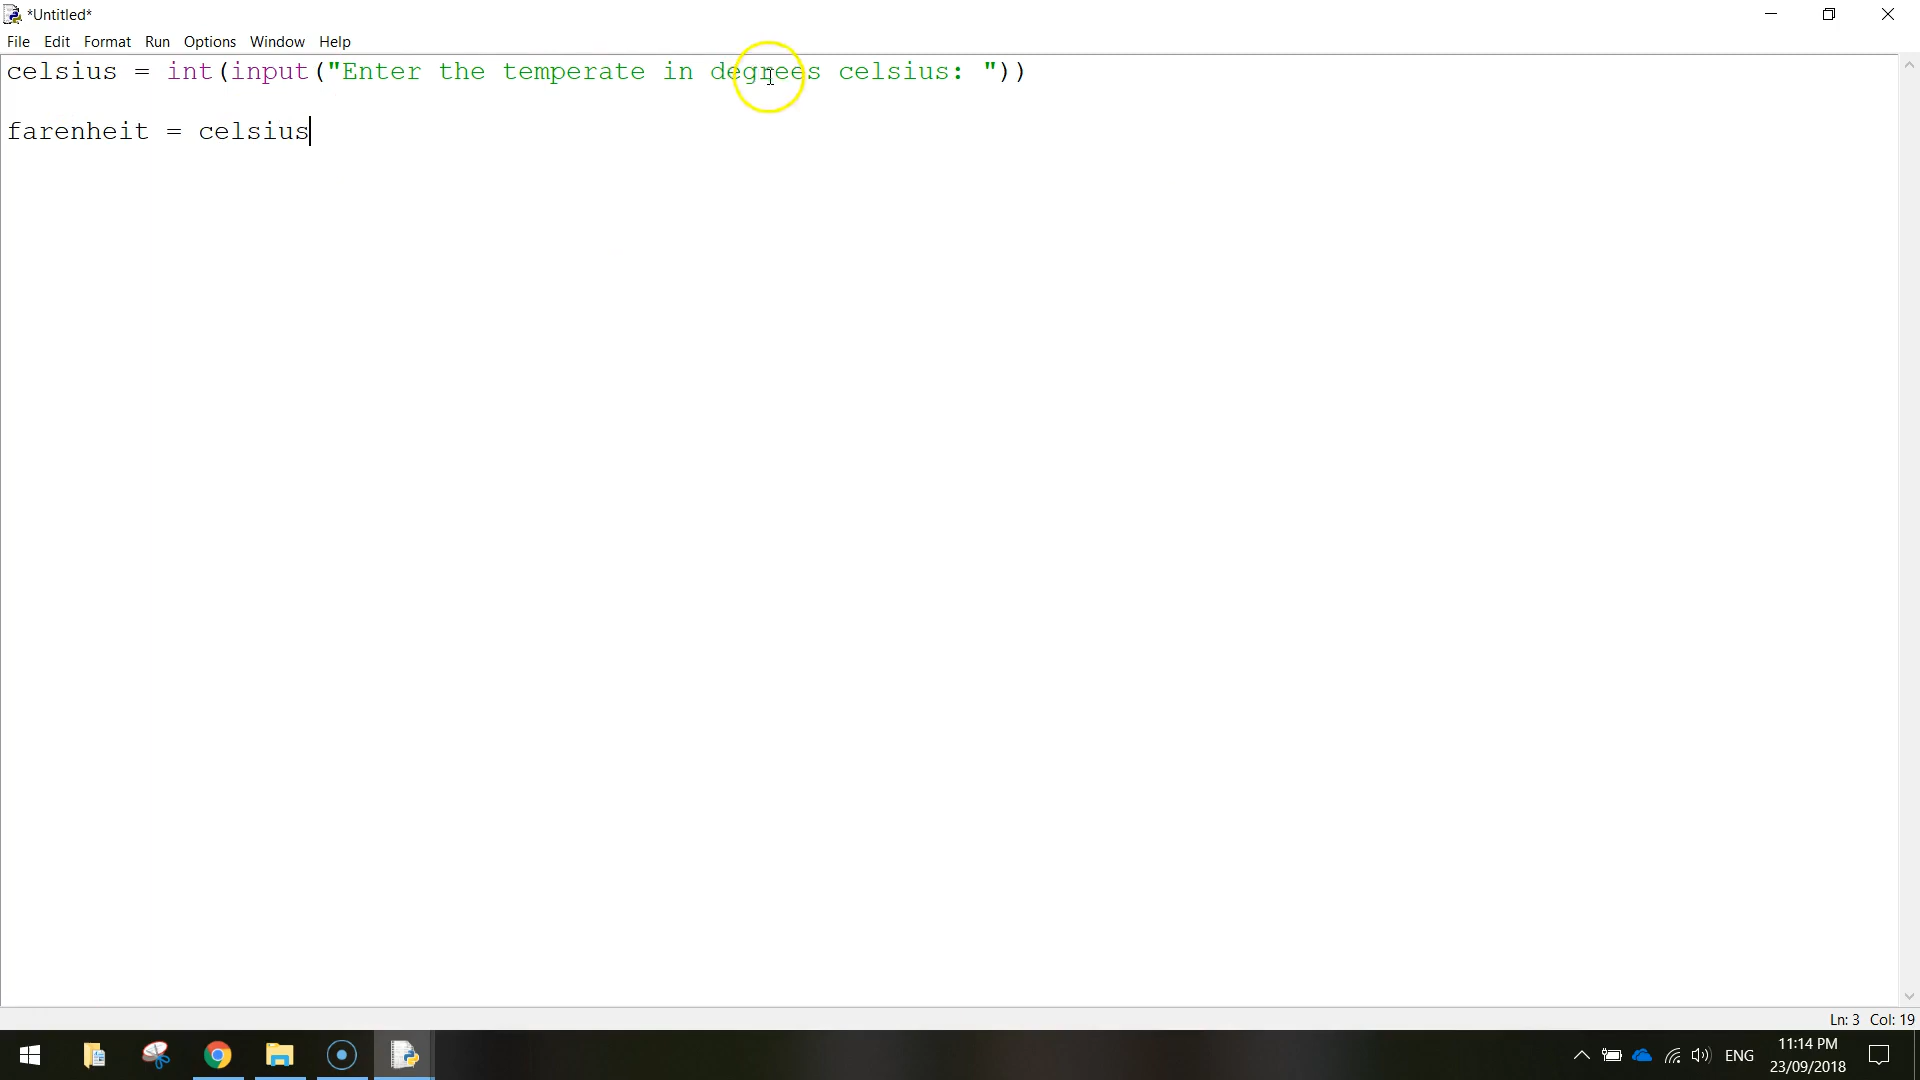 *Untitled*
File Edit Format Run Options Window Help
celsius = int(input("Enter the temperate in degrees celsius: "))
farenheit = celsius
Ln: 3 Col: 19
ENG
11:14 PM
23/09/2018